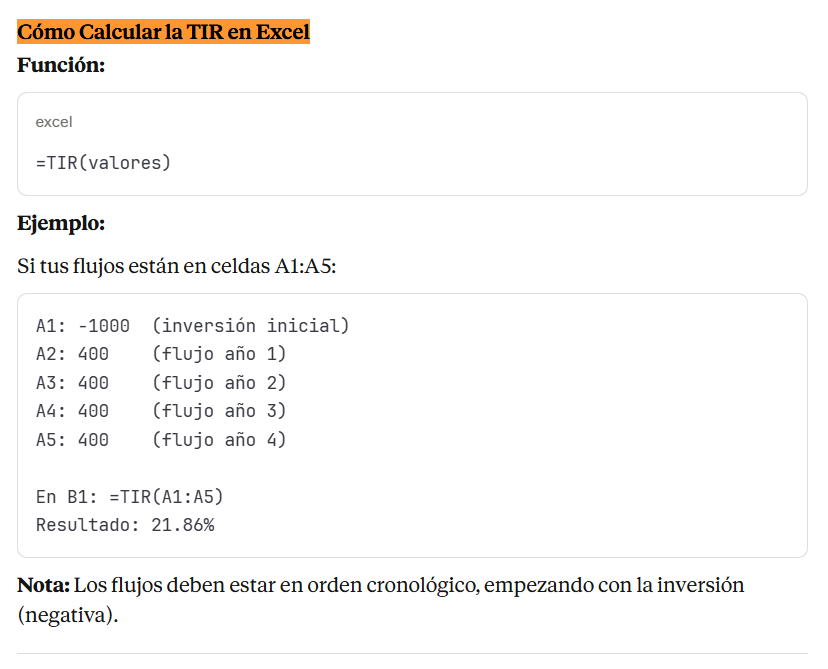 Cómo Calcular la TIR en Excel
Función:
excel
=TIR(valores)
Ejemplo:
Si tus flujos están en celdas A1:A5:
A1: -1000  (inversión inicial)
A2: 400    (flujo año 1)
A3: 400    (flujo año 2)
A4: 400    (flujo año 3)
A5: 400    (flujo año 4)
En B1: =TIR(A1:A5)
Resultado: 21.86%
Nota: Los flujos deben estar en orden cronológico, empezando con la inversión
(negativa).